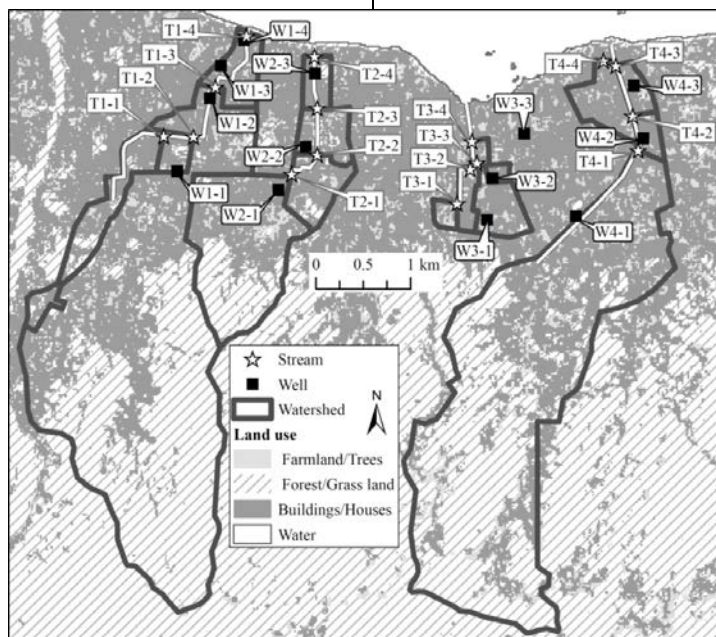 T1-4
W1-4
T1-3
W2-3
T2-4
T4-4
T4-3
T1-2
W1-3
T3-4
W3-3
W4-3
T1-1
W1-2
T2-3
T3-3
W4-2
T4-2
W2-2
T2-2
T3-2
T4-1
W1-1
T3-1
W3-2
W2-1
T2-1
W4-1
W3-1
0 0.5 1 km
Stream
Well
Watershed
N
Land use
Farmland/Trees
Forest/Grass land
Buildings/Houses
Water